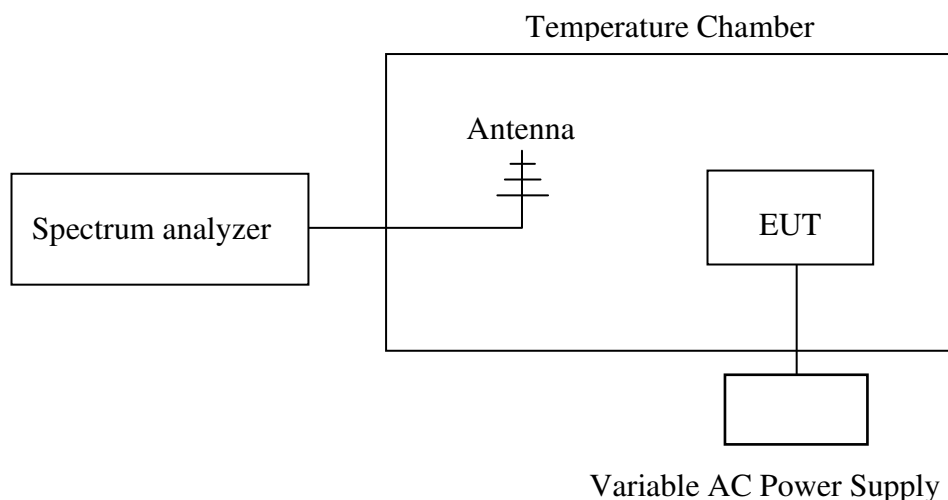 Temperature Chamber
Antenna
Spectrum analyzer
EUT
Variable AC Power Supply